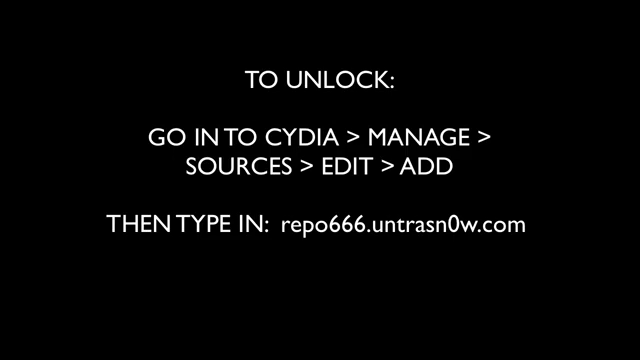 TO UNLOCK:
GO IN TO CYDIA > MANAGE >
SOURCES > EDIT > ADD
THEN TYPE IN: repo666.untrasn0w.com